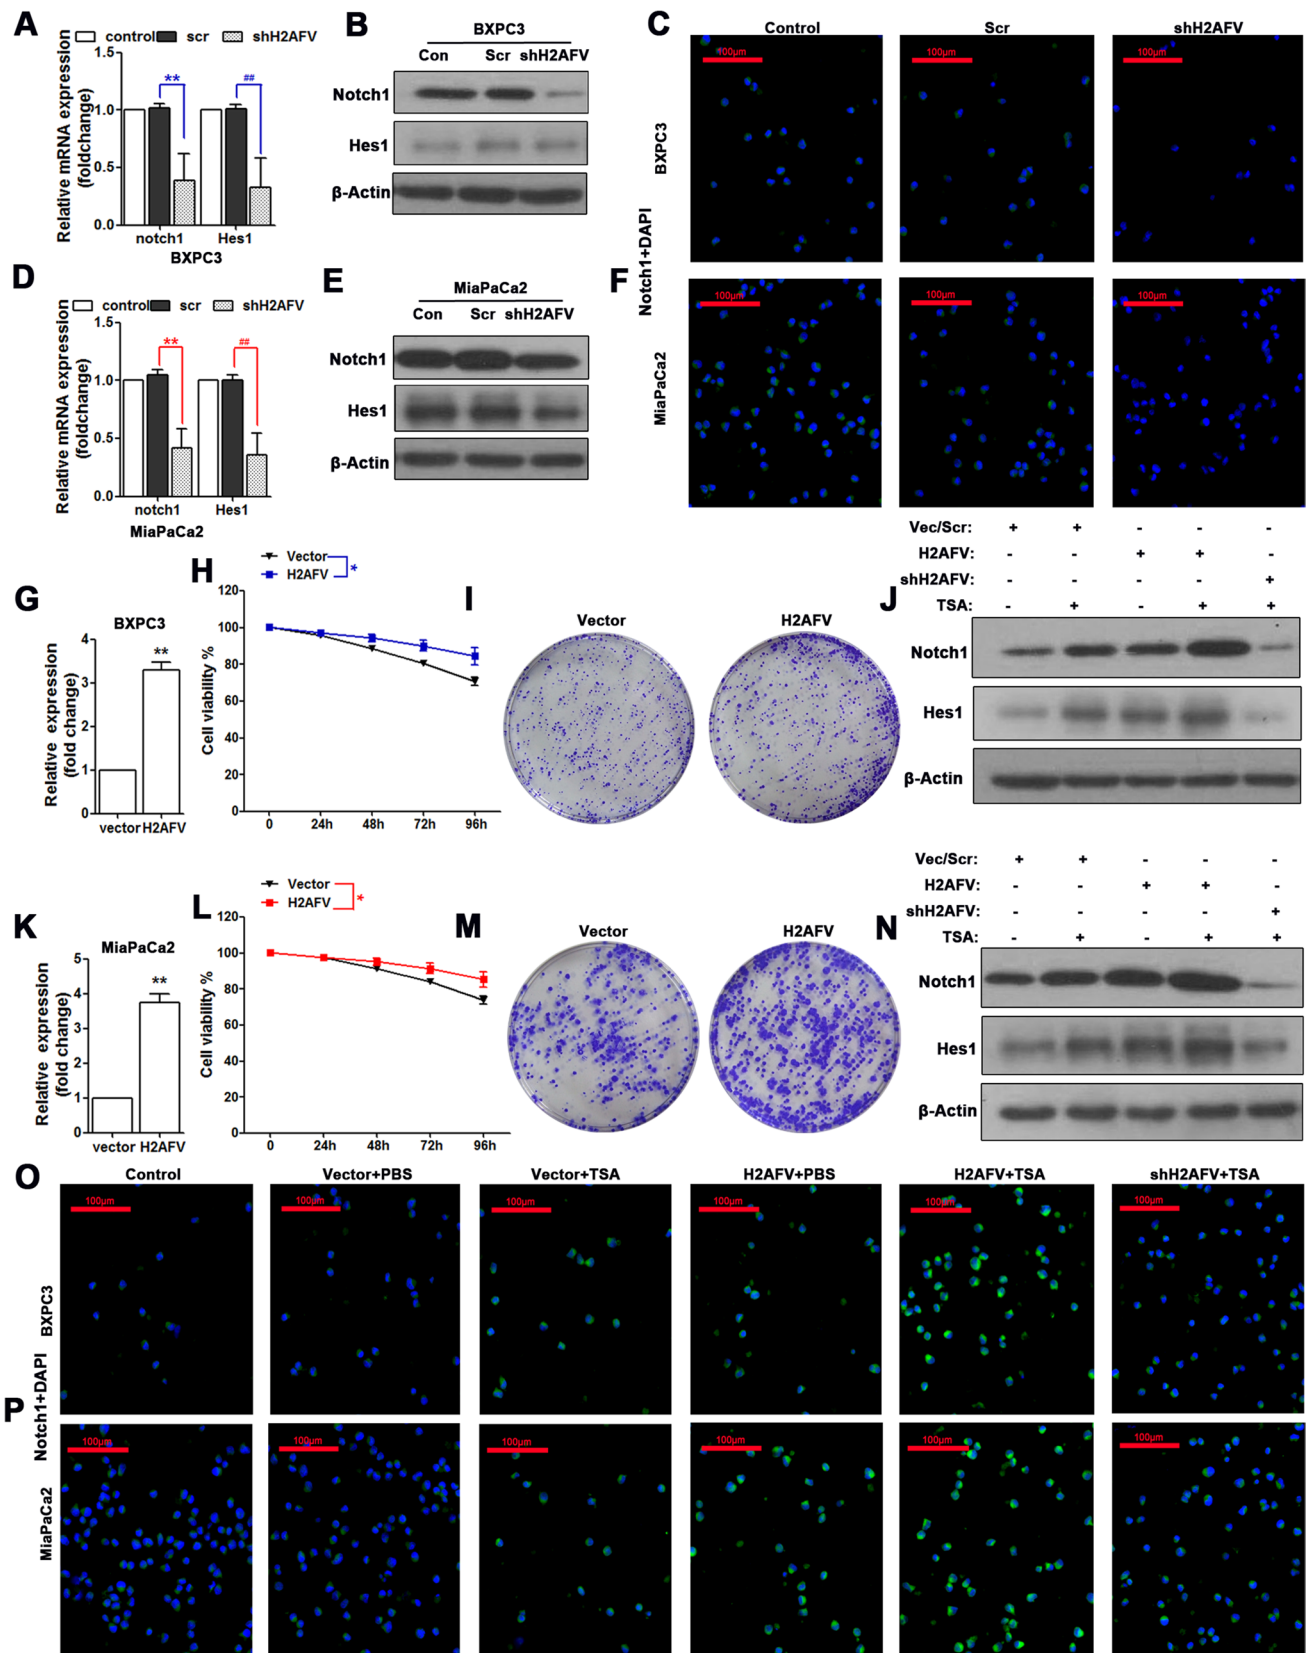 A
control scr shH2AFV
Relative mRNA expression
(foldchange)
1.5
1.0
0.5
0.0
**
##
notch1 Hes1
BXPC3
B
BXPC3
Con Scr shH2AFV
Notch1
Hes1
β-Actin
C
Control Scr shH2AFV
100μm 100μm 100μm
BXPC3
Notch1+DAPI
D
control scr shH2AFV
Relative mRNA expression
(foldchange)
1.5
1.0
0.5
0.0
**
##
notch1 Hes1
MiaPaCa2
E
MiaPaCa2
Con Scr shH2AFV
Notch1
Hes1
β-Actin
F
100μm 100μm 100μm
MiaPaCa2
G
BXPC3
Relative expression
(fold change)
4
3
2
1
0
**
vector H2AFV
H
Vector
H2AFV
*
Cell viability %
120
100
80
60
40
20
0
0 24h 48h 72h 96h
I
Vector H2AFV
J
Vec/Scr: + + - - -
H2AFV: - - + + -
shH2AFV: - - - - +
TSA: - + - + +
Notch1
Hes1
β-Actin
K
MiaPaCa2
Relative expression
(fold change)
5
4
3
2
1
0
**
vector H2AFV
L
Vector
H2AFV
*
Cell viability %
120
100
80
60
40
20
0
0 24h 48h 72h 96h
M
Vector H2AFV
N
Vec/Scr: + + - - -
H2AFV: - - + + -
shH2AFV: - - - - +
TSA: - + - + +
Notch1
Hes1
β-Actin
O
Control Vector+PBS Vector+TSA H2AFV+PBS H2AFV+TSA shH2AFV+TSA
100μm 100μm 100μm 100μm 100μm 100μm
BXPC3
Notch1+DAPI
P
100μm 100μm 100μm 100μm 100μm 100μm
MiaPaCa2